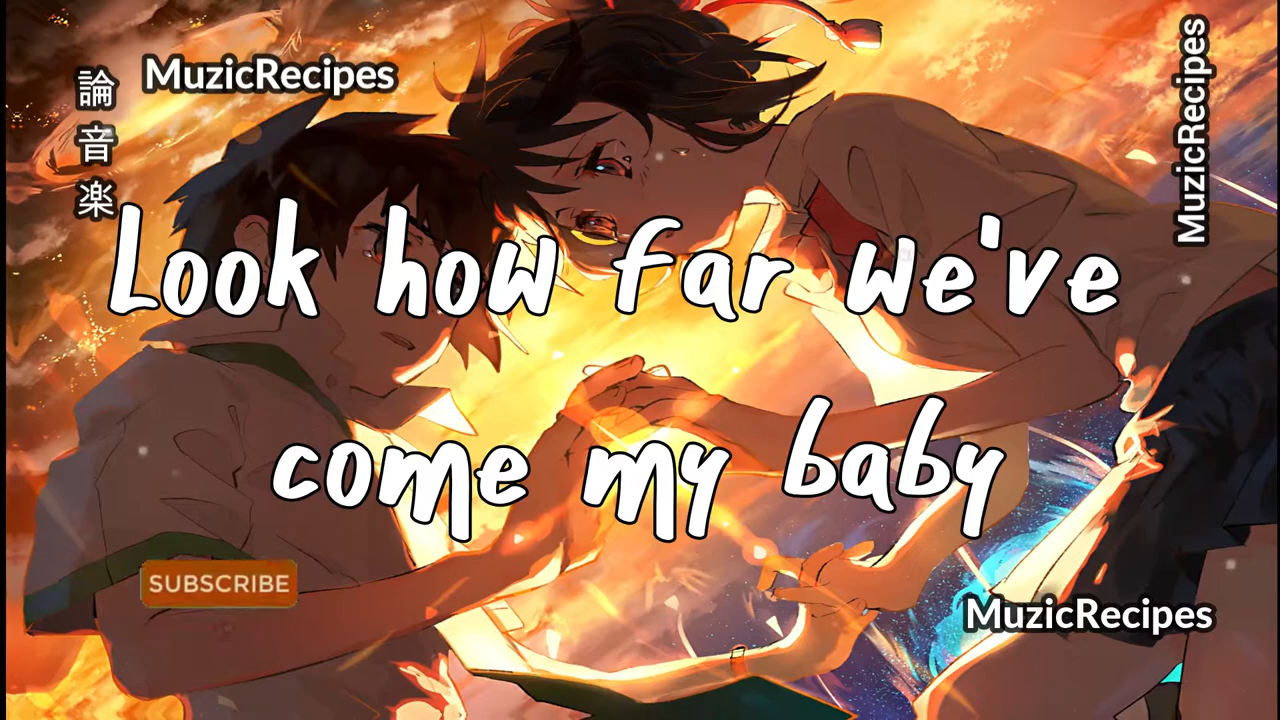 MuzicRecipes
論音楽
MuzicRecipes
Look how far we've
come my baby
SUBSCRIBE
MuzicRecipes